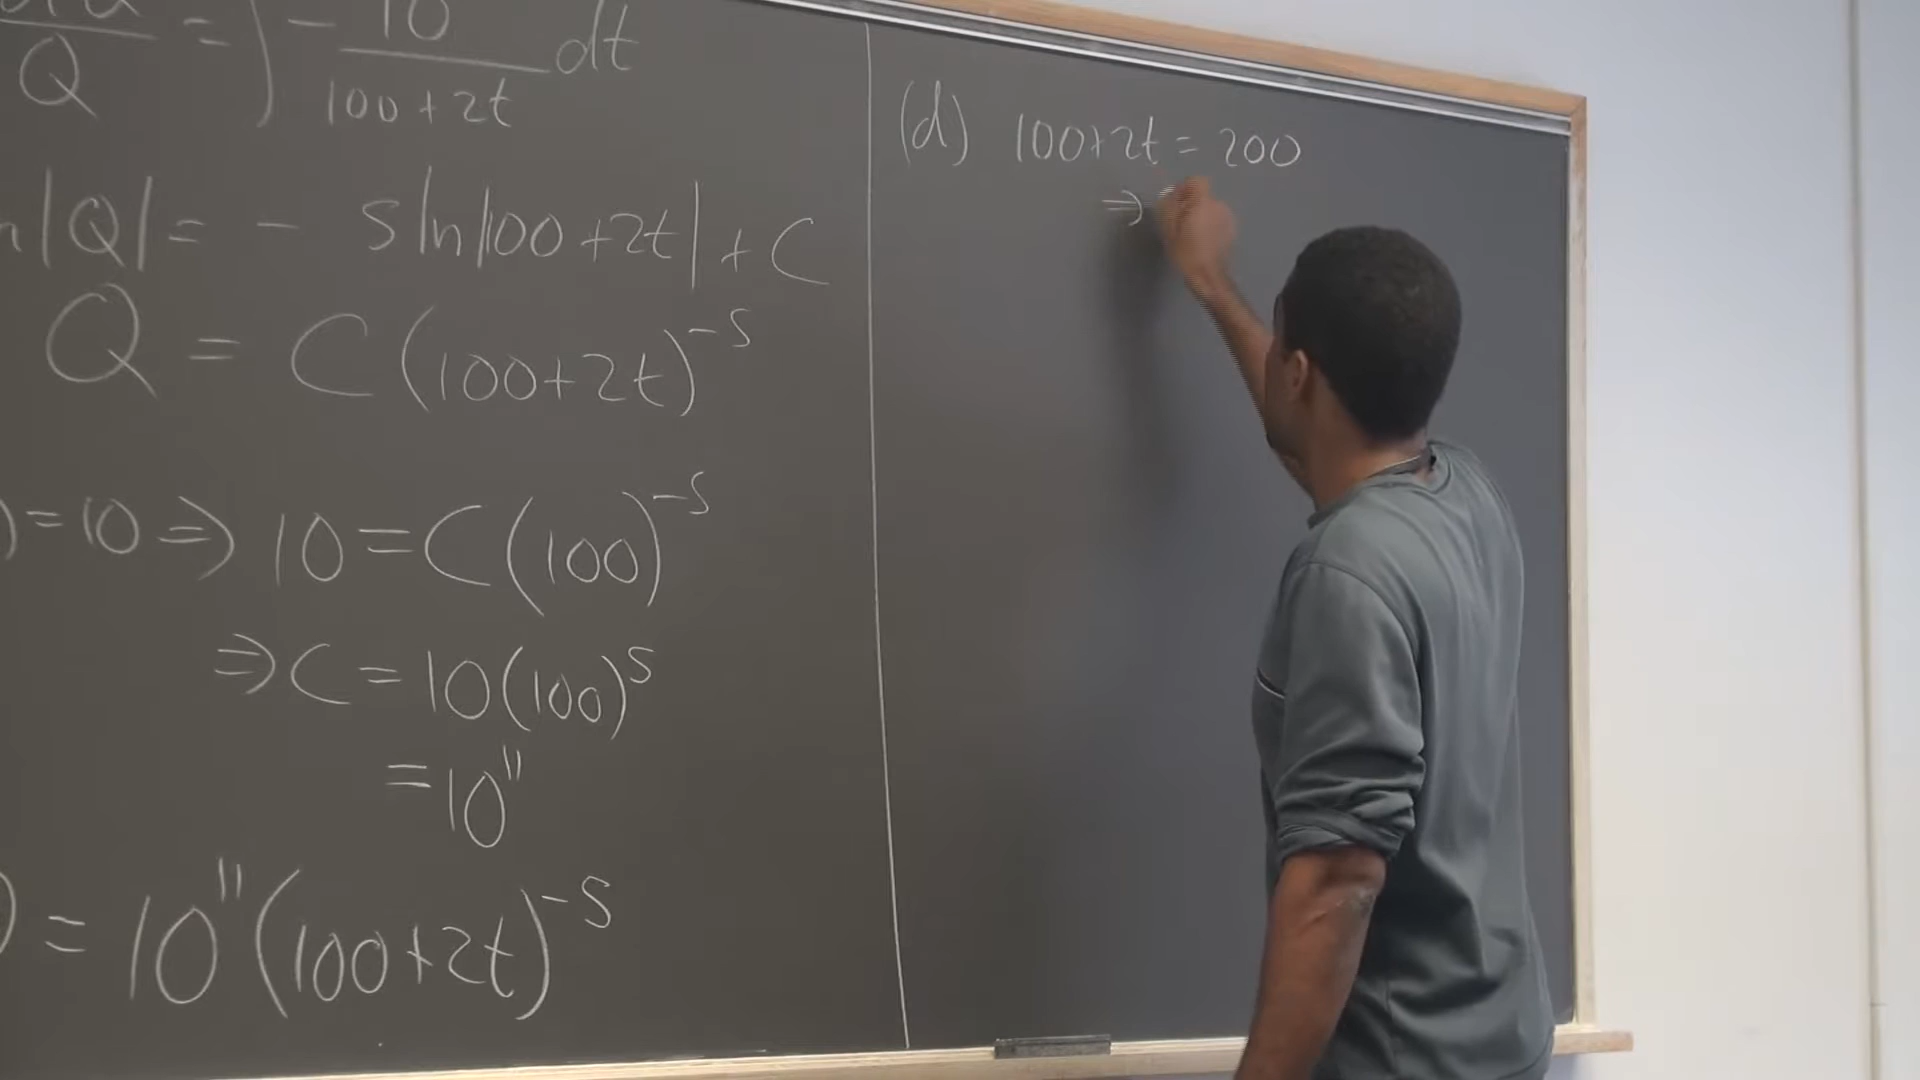 Q = ∫ - 10 / 100+2t dt
|Q| = - 5 ln|100+2t| + C
Q = C(100+2t)^-5
) = 10 ⇒ 10 = C(100)^-5
⇒ C = 10(100)^5
= 10^11
= 10^11 (100+2t)^-5
(d) 100+2t = 200
⇒